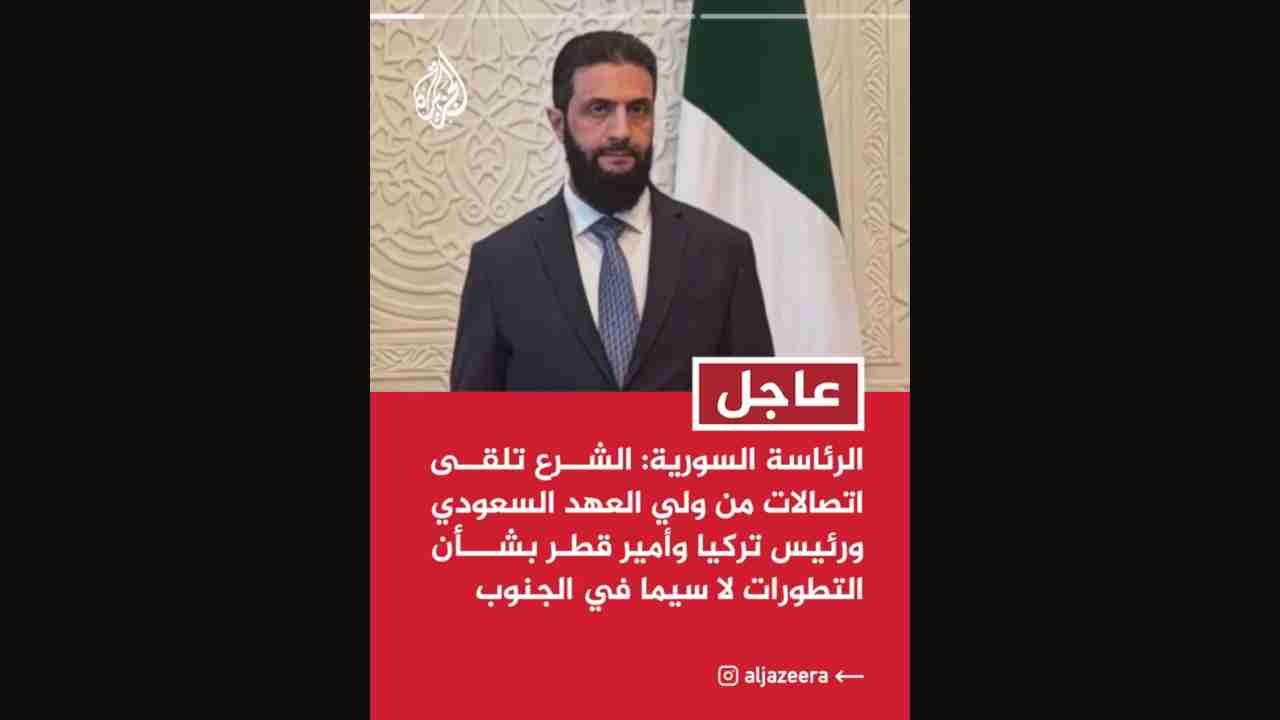 الجزيرة
عاجل
الرئاسة السورية: الشرع تلقى
اتصالات من ولي العهد السعودي
ورئيس تركيا وأمير قطر بشأن
التطورات لا سيما في الجنوب
aljazeera